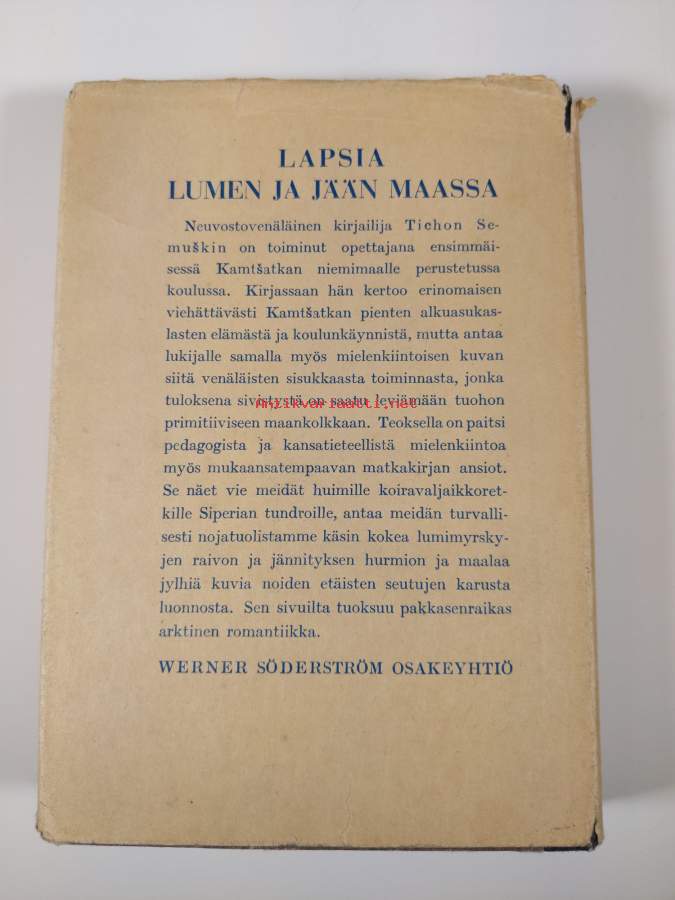 LAPSIA
LUMEN JA JÄÄN MAASSA
Neuvostovenäläinen kirjailija Tichon Se-
muškin on toiminut opettajana ensimmäi-
sessä Kamtšatkan niemimaalle perustetussa
koulussa. Kirjassaan hän kertoo erinomaisen
viehättävästi Kamtšatkan pienten alkuasukas-
lasten elämästä ja koulunkäynnistä, mutta antaa
lukijalle samalla myös mielenkiintoisen kuvan
siitä venäläisten sisukkaasta toiminnasta, jonka
tuloksena sivistystä on saatu leviämään tuohon
Antikvariaatti.net
primitiiviseen maankolkkaan. Teoksella on paitsi
pedagogista ja kansatieteellistä mielenkiintoa
myös mukaansatempaavan matkakirjan ansiot.
Se näet vie meidät huimille koiravaljaikkoret-
kille Siperian tundroille, antaa meidän turvalli-
sesti nojatuolistamme käsin kokea lumimyrsky-
jen raivon ja jännityksen hurmion ja maalaa
jylhiä kuvia noiden etäisten seutujen karusta
luonnosta. Sen sivuilta tuoksuu pakkasenraikas
arktinen romantiikka.
WERNER SÖDERSTRÖM OSAKEYHTIÖ